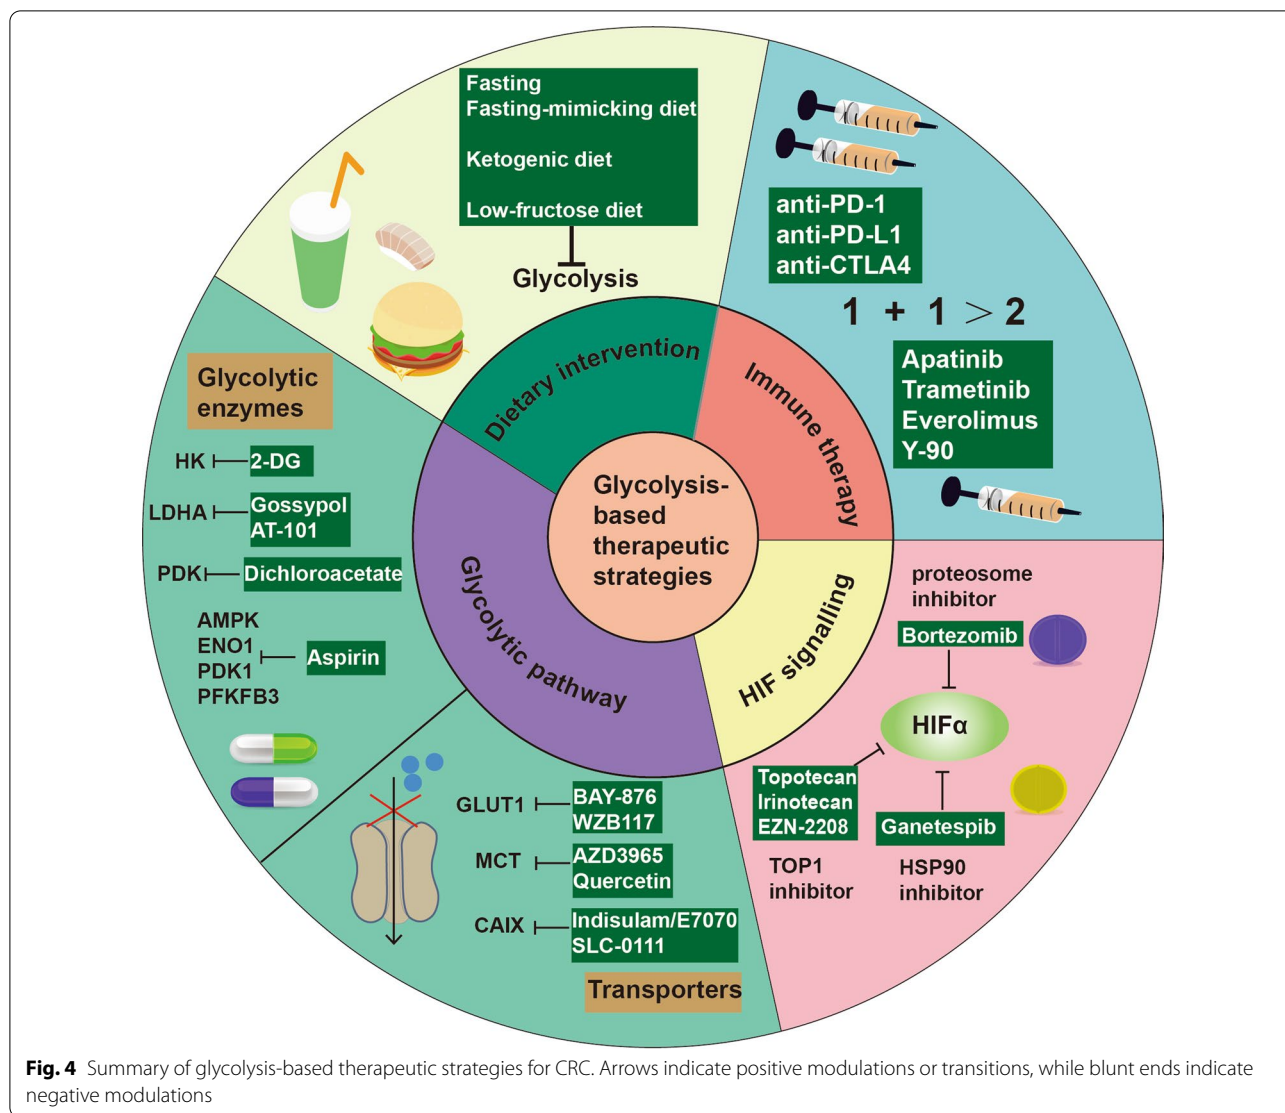 Fasting
Fasting-mimicking diet
Ketogenic diet
Low-fructose diet
Glycolysis
anti-PD-1
anti-PD-L1
anti-CTLA4
1 + 1 > 2
Apatinib
Trametinib
Everolimus
Y-90
Dietary intervention
Immune therapy
Glycolysis-
based
therapeutic
strategies
Glycolytic pathway
HIF signalling
Glycolytic
enzymes
HK
2-DG
LDHA
Gossypol
AT-101
PDK
Dichloroacetate
AMPK
ENO1
PDK1
PFKFB3
Aspirin
GLUT1
BAY-876
WZB117
MCT
AZD3965
Quercetin
CAIX
Indisulam/E7070
SLC-0111
Transporters
proteosome
inhibitor
Bortezomib
HIFα
Topotecan
Irinotecan
EZN-2208
TOP1
inhibitor
Ganetespib
HSP90
inhibitor
Fig. 4 Summary of glycolysis-based therapeutic strategies for CRC. Arrows indicate positive modulations or transitions, while blunt ends indicate
negative modulations